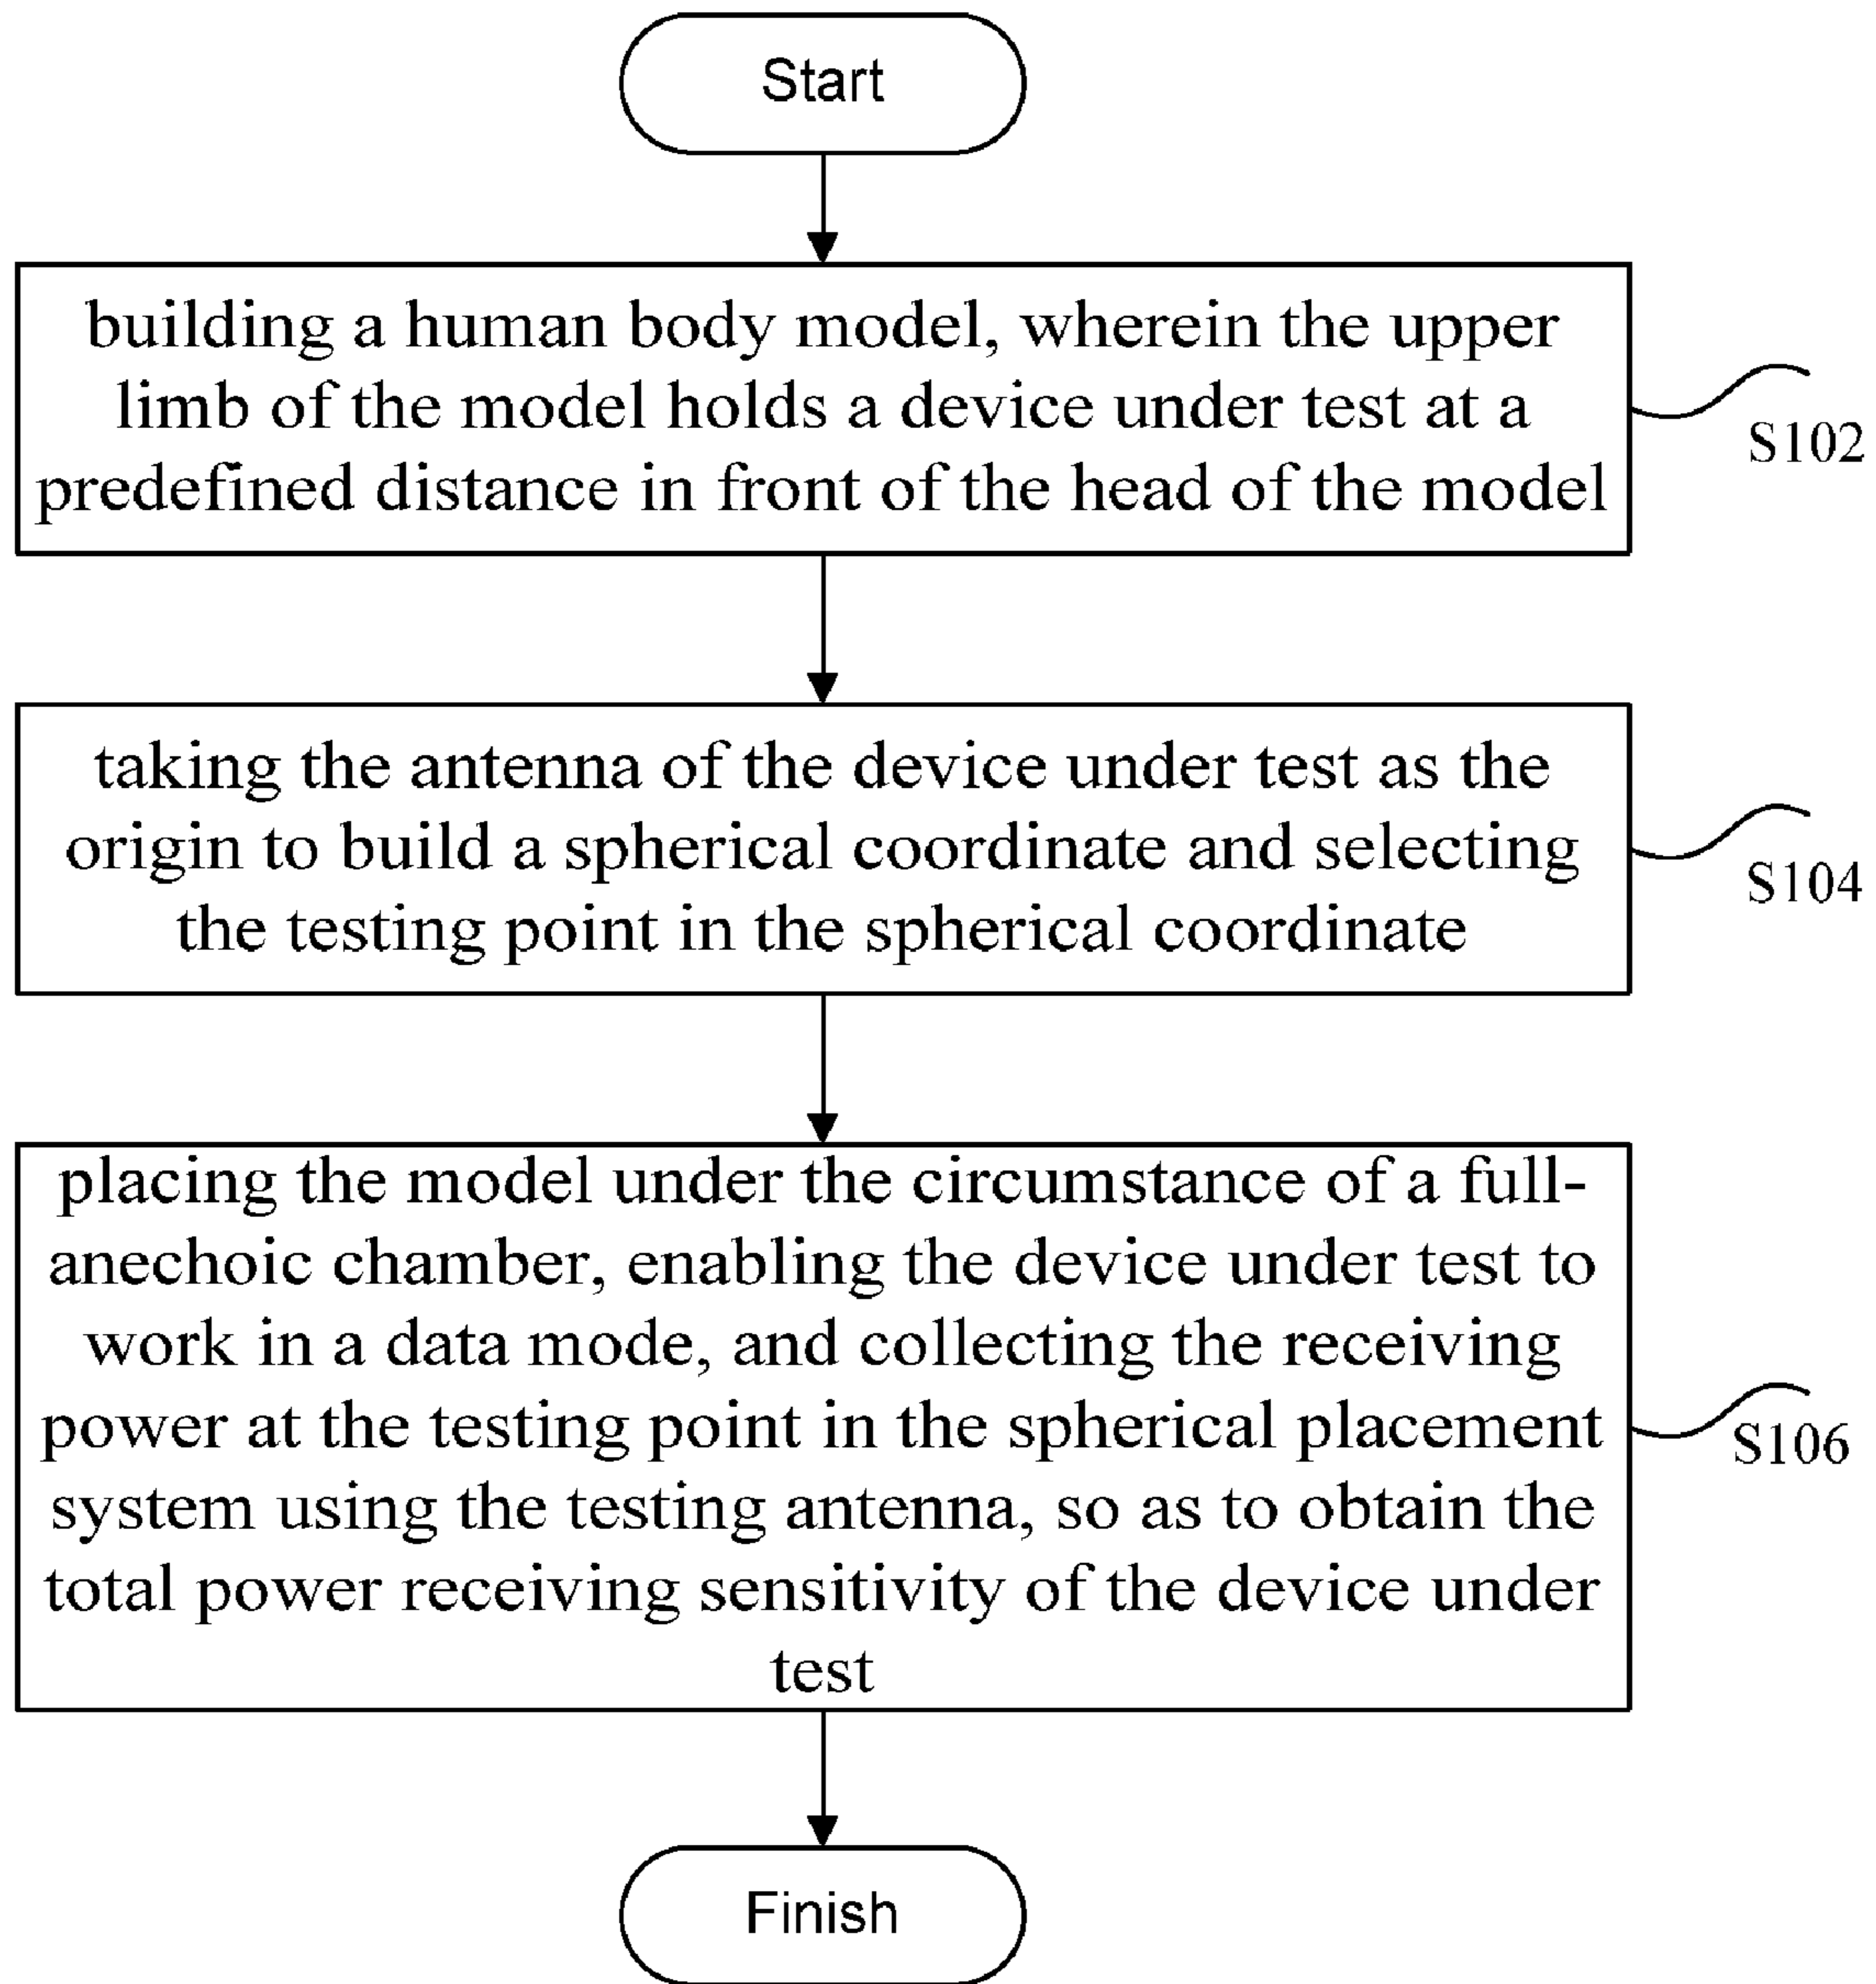 Start
building a human body model, wherein the upper
limb of the model holds a device under test at a
predefined distance in front of the head of the model
S102
taking the antenna of the device under test as the
origin to build a spherical coordinate and selecting
the testing point in the spherical coordinate
S104
placing the model under the circumstance of a full-
anechoic chamber, enabling the device under test to
work in a data mode, and collecting the receiving
power at the testing point in the spherical placement
system using the testing antenna, so as to obtain the
total power receiving sensitivity of the device under
test
S106
Finish